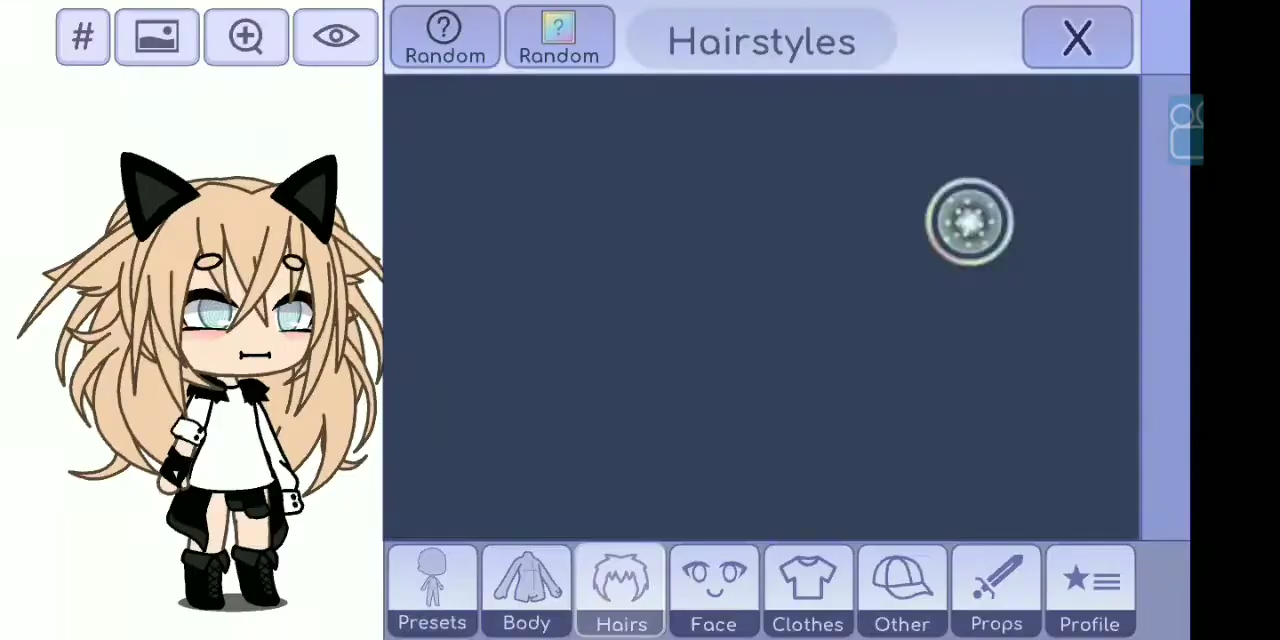 #
? Random
? Random
Hairstyles
X
Presets
Body
Hairs
Face
Clothes
Other
Props
Profile